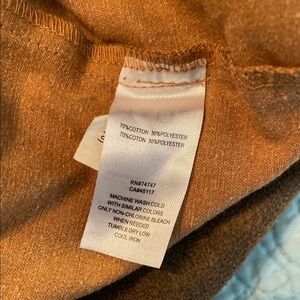 70%COTTON 30%POLYESTER
70%COTON 30%POLYESTER
RN#74747
CA#45117
MACHINE WASH COLD
WITH SIMILAR COLORS
ONLY NON-CHLORINE BLEACH
WHEN NEEDED
TUMBLE DRY LOW
COOL IRON